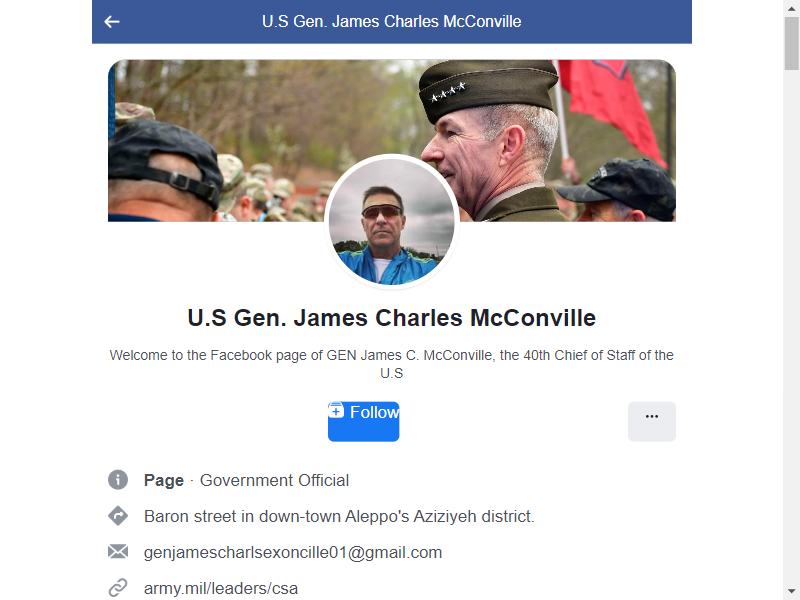 U.S Gen. James Charles McConville
U.S Gen. James Charles McConville
Welcome to the Facebook page of GEN James C. McConville, the 40th Chief of Staff of the
U.S
Follow
Page · Government Official
Baron street in down-town Aleppo's Aziziyeh district.
genjamescharlsexoncille01@gmail.com
army.mil/leaders/csa